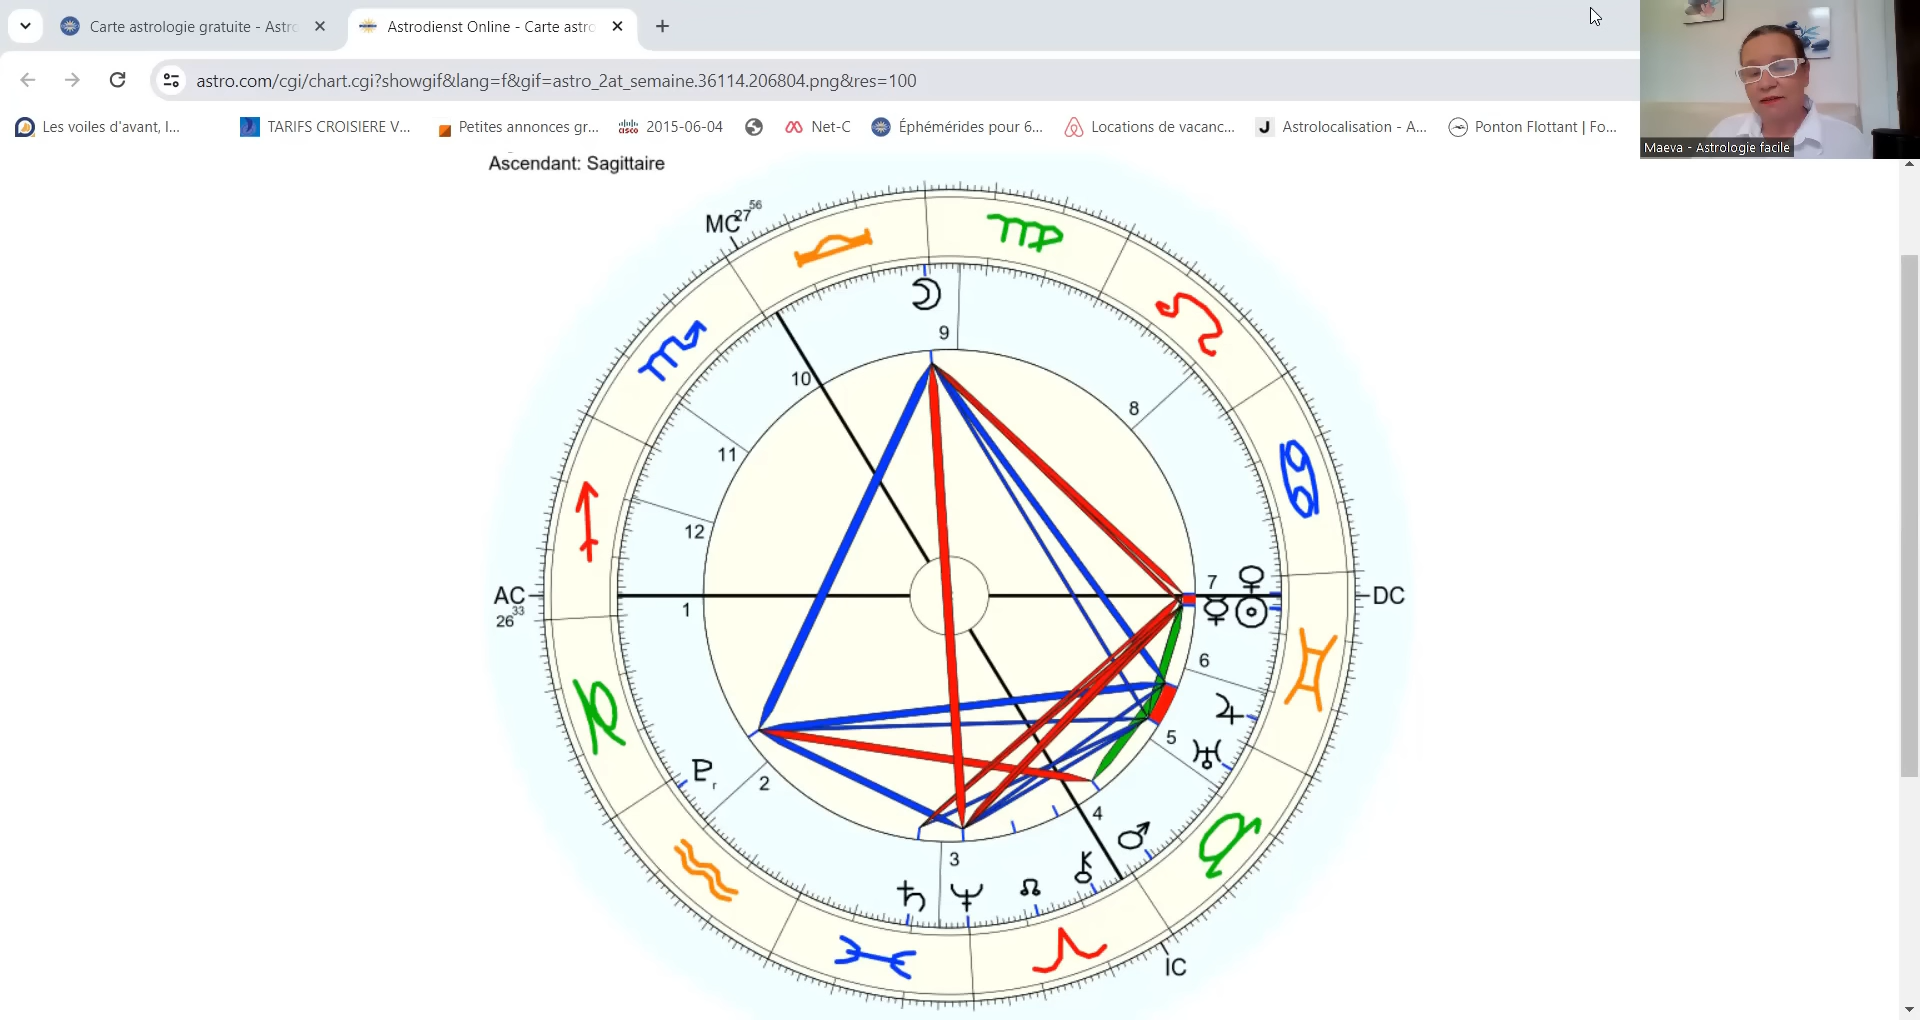 Carte astrologie gratuite - Astro
Astrodienst Online - Carte astro
astro.com/cgi/chart.cgi?showgif&lang=f&gif=astro_2at_semaine.36114.206804.png&res=100
Les voiles d'avant, l...
TARIFS CROISIERE V...
Petites annonces gr...
cisco
2015-06-04
Net-C
Éphémérides pour 6...
Locations de vacanc...
J
Astrolocalisation - A...
Ponton Flottant | Fo...
Maeva - Astrologie facile
Ascendant: Sagittaire
MC 27 56
9
10
8
11
12
AC
26 33
1
7
DC
6
5
2
r
4
3
IC